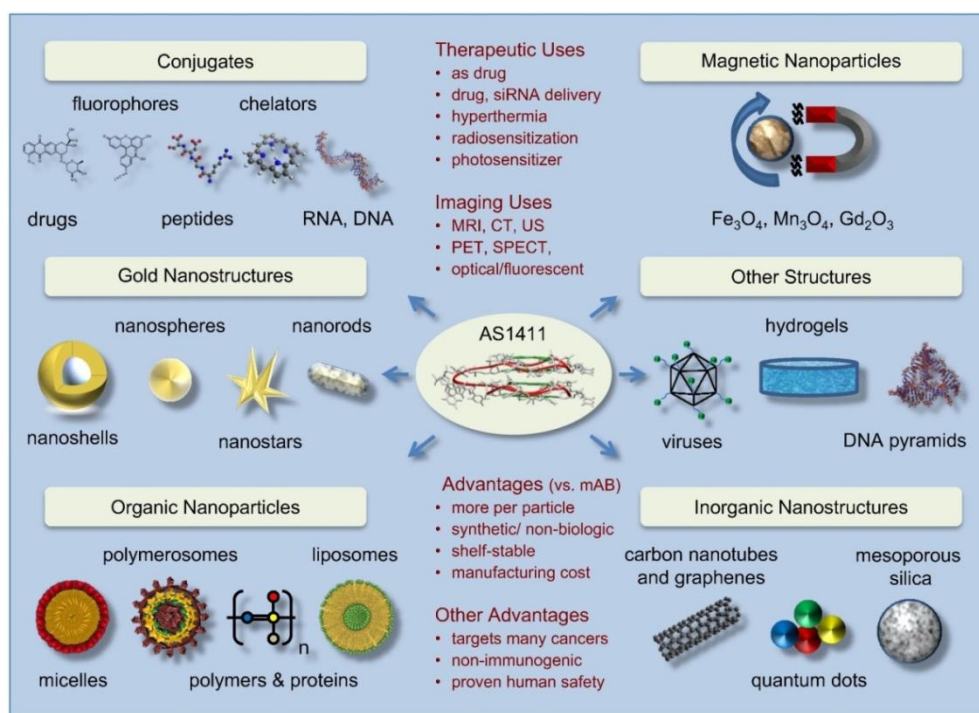 Conjugates
fluorophores
chelators
drugs
peptides
RNA, DNA
Gold Nanostructures
nanospheres
nanorods
nanoshells
nanostars
Organic Nanoparticles
polymerosomes
liposomes
n
micelles
polymers & proteins
Therapeutic Uses
• as drug
• drug, siRNA delivery
• hyperthermia
• radiosensitization
• photosensitizer
Imaging Uses
• MRI, CT, US
• PET, SPECT,
• optical/fluorescent
AS1411
Advantages (vs. mAB)
• more per particle
• synthetic/ non-biologic
• shelf-stable
• manufacturing cost
Other Advantages
• targets many cancers
• non-immunogenic
• proven human safety
Magnetic Nanoparticles
Fe₃O₄, Mn₃O₄, Gd₂O₃
Other Structures
hydrogels
viruses
DNA pyramids
Inorganic Nanostructures
carbon nanotubes
and graphenes
mesoporous
silica
quantum dots